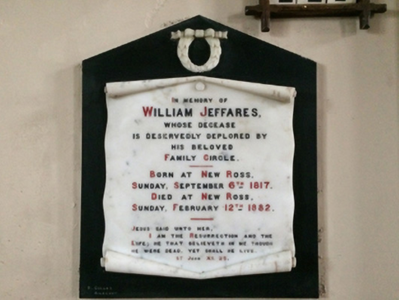 In memory of
William Jeffares,
whose decease
is deservedly deplored by
his beloved
Family Circle.
Born at New Ross,
Sunday, September 6th 1817.
Died at New Ross,
Sunday, February 12th 1882.
Jesus said unto her,
I am the Resurrection and the
Life; he that believeth in me though
he were dead, yet shall he live.
St John